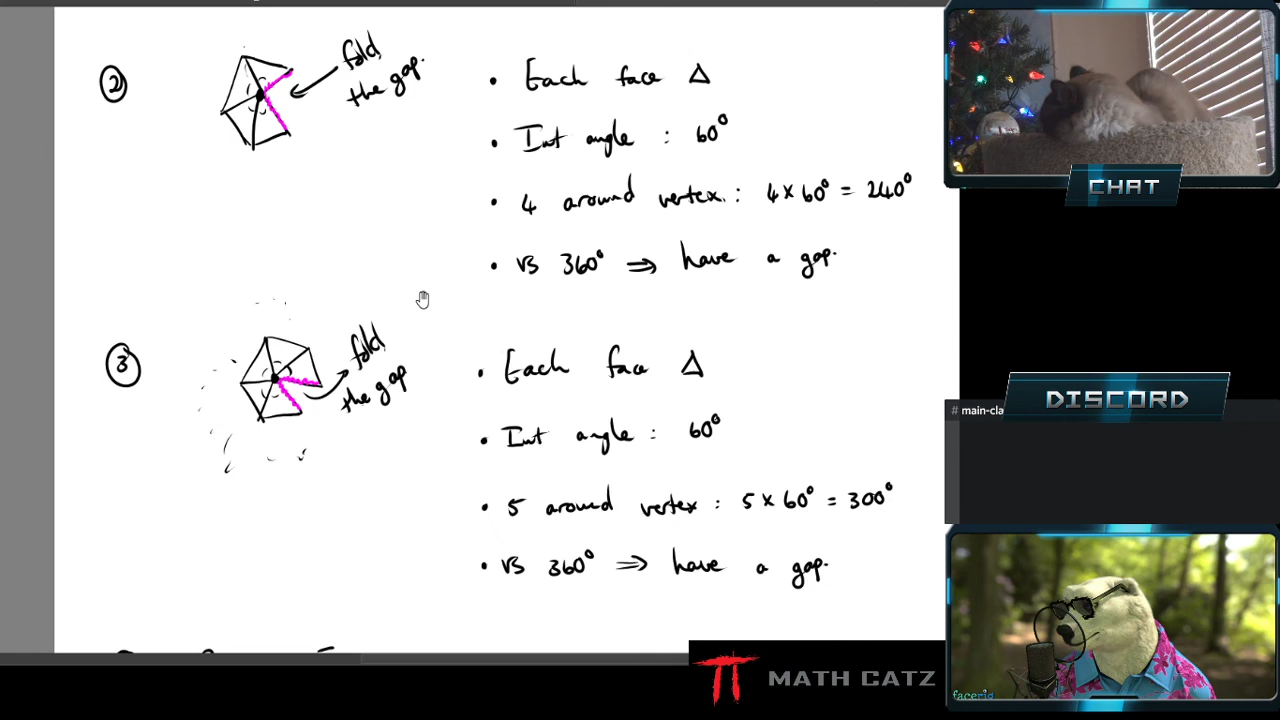 ②
fold
the gap.
• Each face Δ
• Int angle : 60°
• 4 around vertex. : 4 × 60° = 240°
• vs 360° ⇒ have a gap.
③
fold
the gap
• Each face Δ
• Int angle : 60°
• 5 around vertex : 5 × 60° = 300°
• vs 360° ⇒ have a gap.
CHAT
DISCORD
# main-cla
π MATH CATZ
facerig